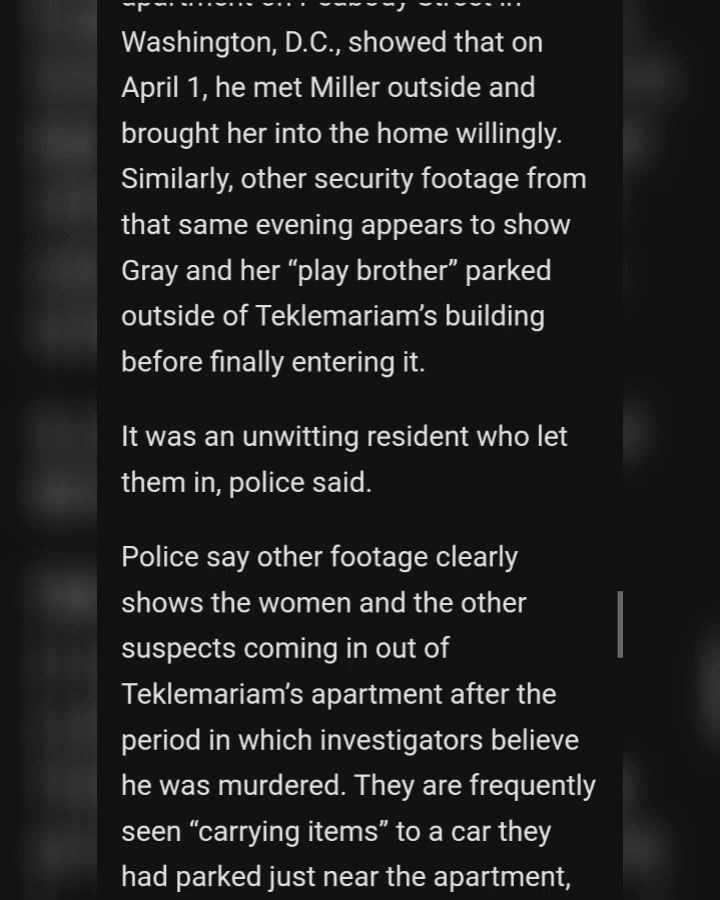 Washington, D.C., showed that on
April 1, he met Miller outside and
brought her into the home willingly.
Similarly, other security footage from
that same evening appears to show
Gray and her “play brother” parked
outside of Teklemariam’s building
before finally entering it.
It was an unwitting resident who let
them in, police said.
Police say other footage clearly
shows the women and the other
suspects coming in out of
Teklemariam’s apartment after the
period in which investigators believe
he was murdered. They are frequently
seen “carrying items” to a car they
had parked just near the apartment,